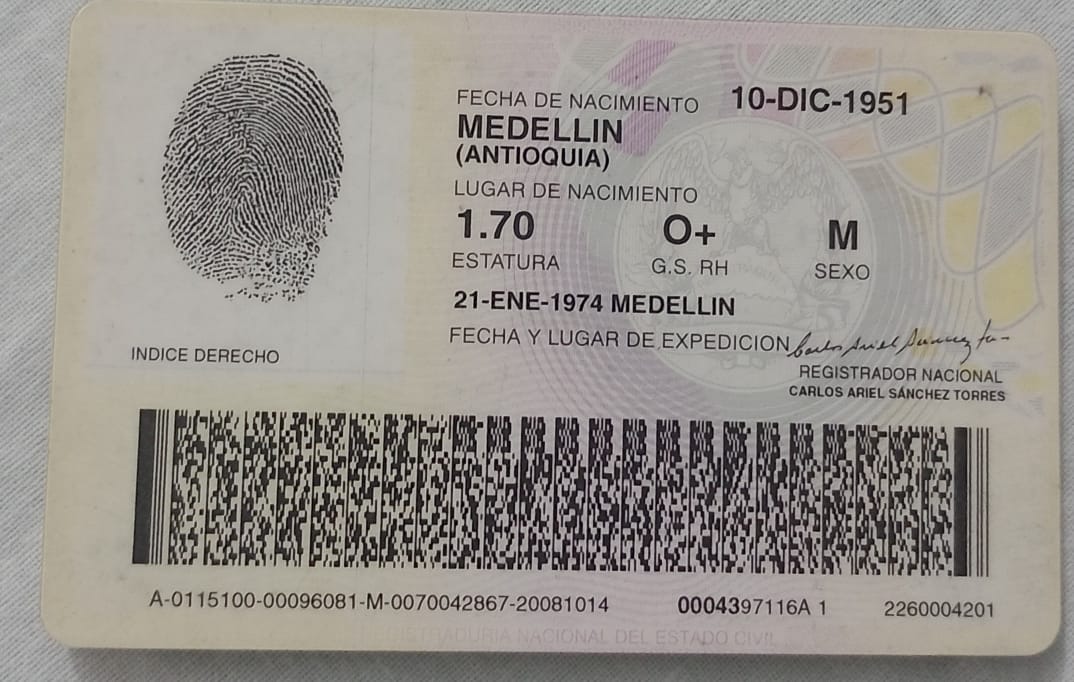 FECHA DE NACIMIENTO 10-DIC-1951
MEDELLIN
(ANTIOQUIA)
LUGAR DE NACIMIENTO
1.70 O+ M
ESTATURA G.S. RH SEXO
21-ENE-1974 MEDELLIN
FECHA Y LUGAR DE EXPEDICION
INDICE DERECHO
REGISTRADOR NACIONAL
CARLOS ARIEL SÁNCHEZ TORRES
A-0115100-00096081-M-0070042867-20081014 0004397116A 1 2260004201
REGISTRADURIA NACIONAL DEL ESTADO CIVIL